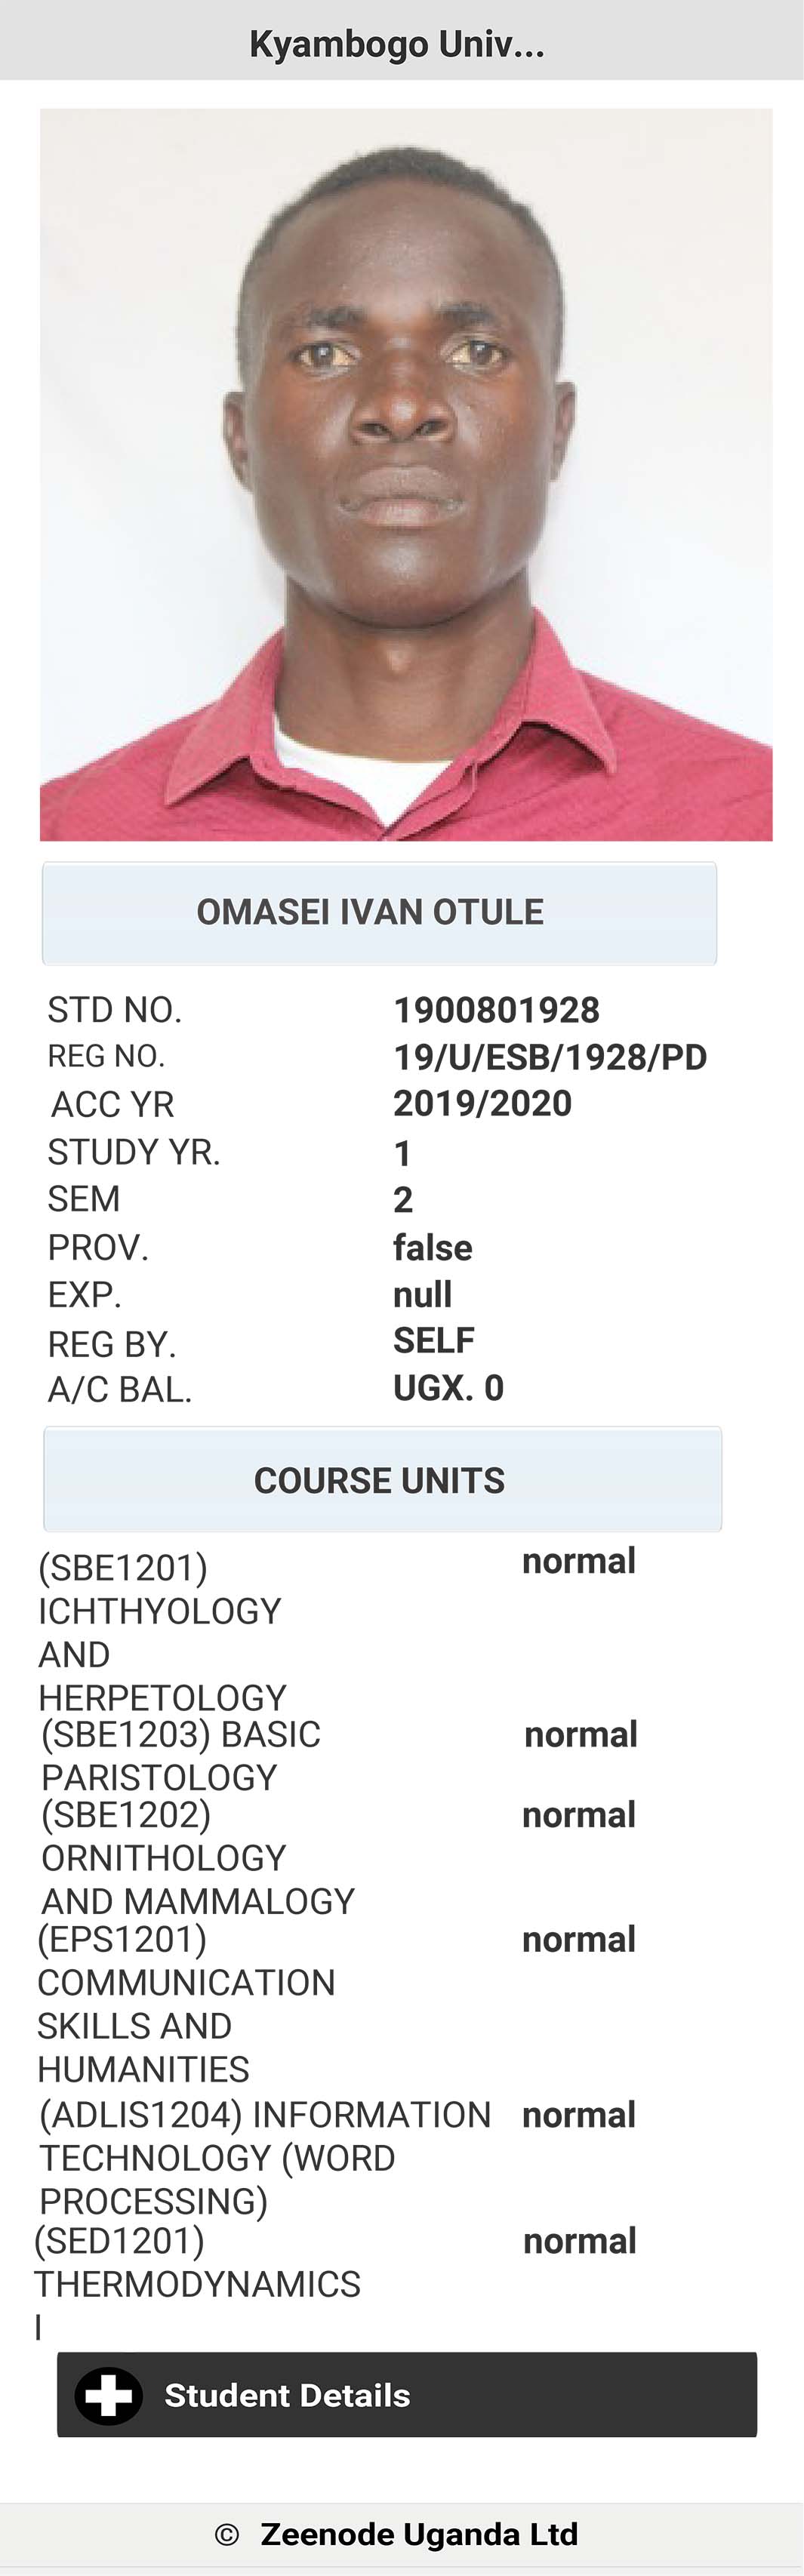 Kyambogo Univ...
OMASEI IVAN OTULE
STD NO. 1900801928
REG NO. 19/U/ESB/1928/PD
ACC YR 2019/2020
STUDY YR. 1
SEM 2
PROV. false
EXP. null
REG BY. SELF
A/C BAL. UGX. 0
COURSE UNITS
(SBE1201) normal
ICHTHYOLOGY
AND
HERPETOLOGY
(SBE1203) BASIC normal
PARISTOLOGY
(SBE1202) normal
ORNITHOLOGY
AND MAMMALOGY
(EPS1201) normal
COMMUNICATION
SKILLS AND
HUMANITIES
(ADLIS1204) INFORMATION normal
TECHNOLOGY (WORD
PROCESSING)
(SED1201) normal
THERMODYNAMICS
I
Student Details
© Zeenode Uganda Ltd